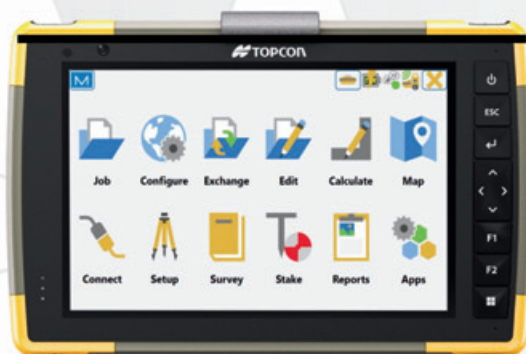 TOPCON
M
Job Configure Exchange Edit Calculate Map
Connect Setup Survey Stake Reports Apps
ESC
F1
F2